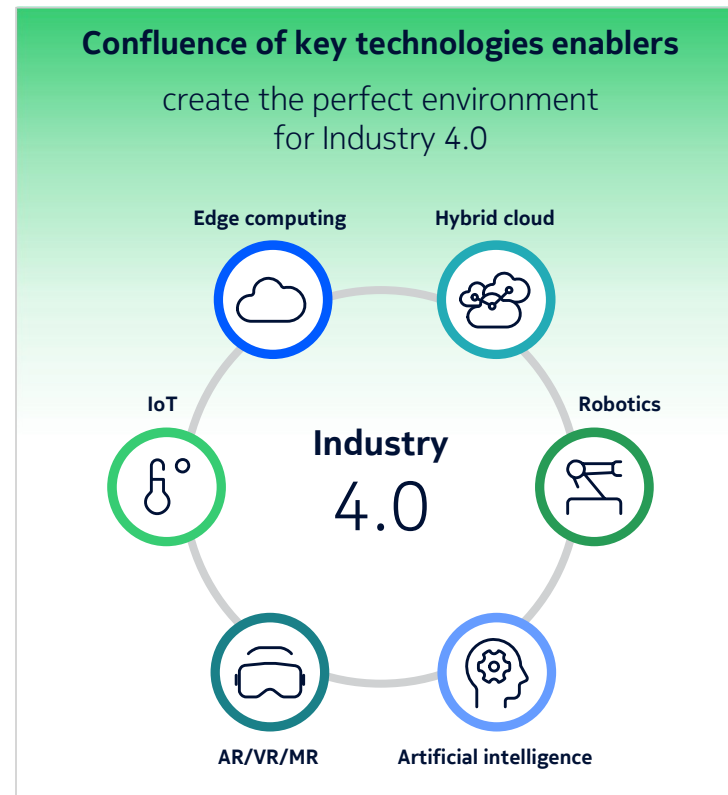 Confluence of key technologies enablers
create the perfect environment
for Industry 4.0
Edge computing
Hybrid cloud
IoT
Robotics
Industry
4.0
AR/VR/MR
Artificial intelligence